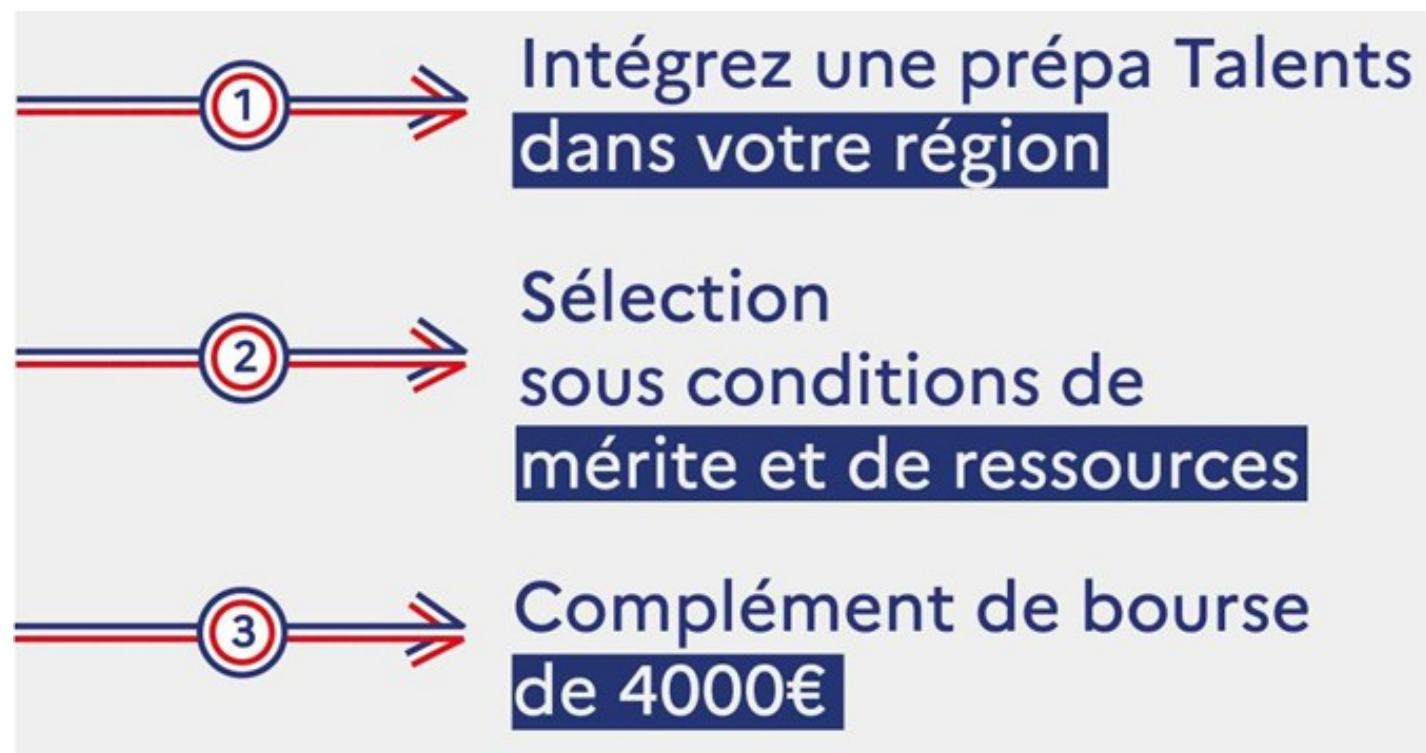 1
Intégrez une prépa Talents
dans votre région
2
Sélection
sous conditions de
mérite et de ressources
3
Complément de bourse
de 4000€